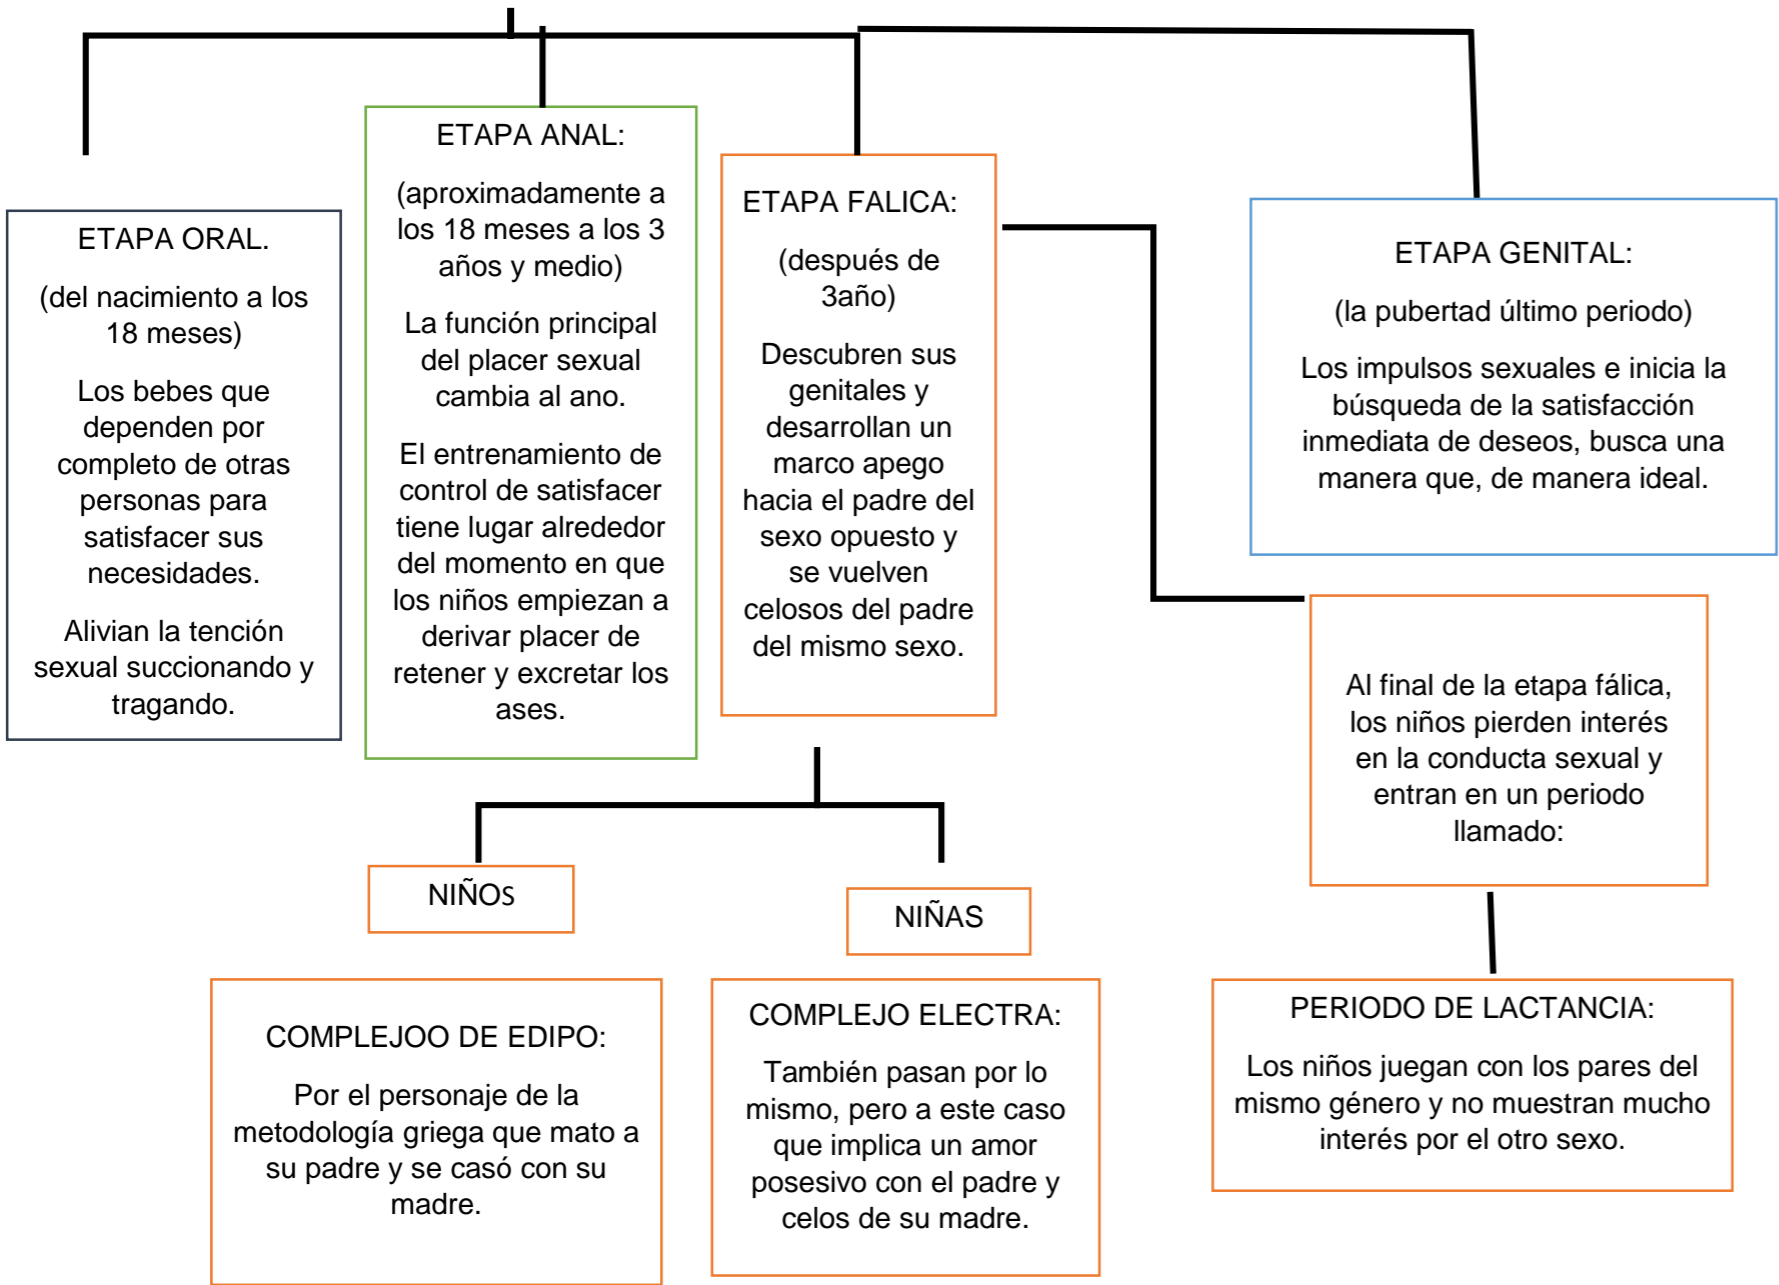 ETAPA ORAL.
(del nacimiento a los
18 meses)
Los bebes que
dependen por
completo de otras
personas para
satisfacer sus
necesidades.
Alivian la tención
sexual succionando y
tragando.
ETAPA ANAL:
(aproximadamente a
los 18 meses a los 3
años y medio)
La función principal
del placer sexual
cambia al ano.
El entrenamiento de
control de satisfacer
tiene lugar alrededor
del momento en que
los niños empiezan a
derivar placer de
retener y excretar los
ases.
ETAPA FALICA:
(después de
3año)
Descubren sus
genitales y
desarrollan un
marco apego
hacia el padre del
sexo opuesto y
se vuelven
celosos del padre
del mismo sexo.
ETAPA GENITAL:
(la pubertad último periodo)
Los impulsos sexuales e inicia la
búsqueda de la satisfacción
inmediata de deseos, busca una
manera que, de manera ideal.
Al final de la etapa fálica,
los niños pierden interés
en la conducta sexual y
entran en un periodo
llamado:
NIÑOS
NIÑAS
COMPLEJOO DE EDIPO:
Por el personaje de la
metodología griega que mato a
su padre y se casó con su
madre.
COMPLEJO ELECTRA:
También pasan por lo
mismo, pero a este caso
que implica un amor
posesivo con el padre y
celos de su madre.
PERIODO DE LACTANCIA:
Los niños juegan con los pares del
mismo género y no muestran mucho
interés por el otro sexo.